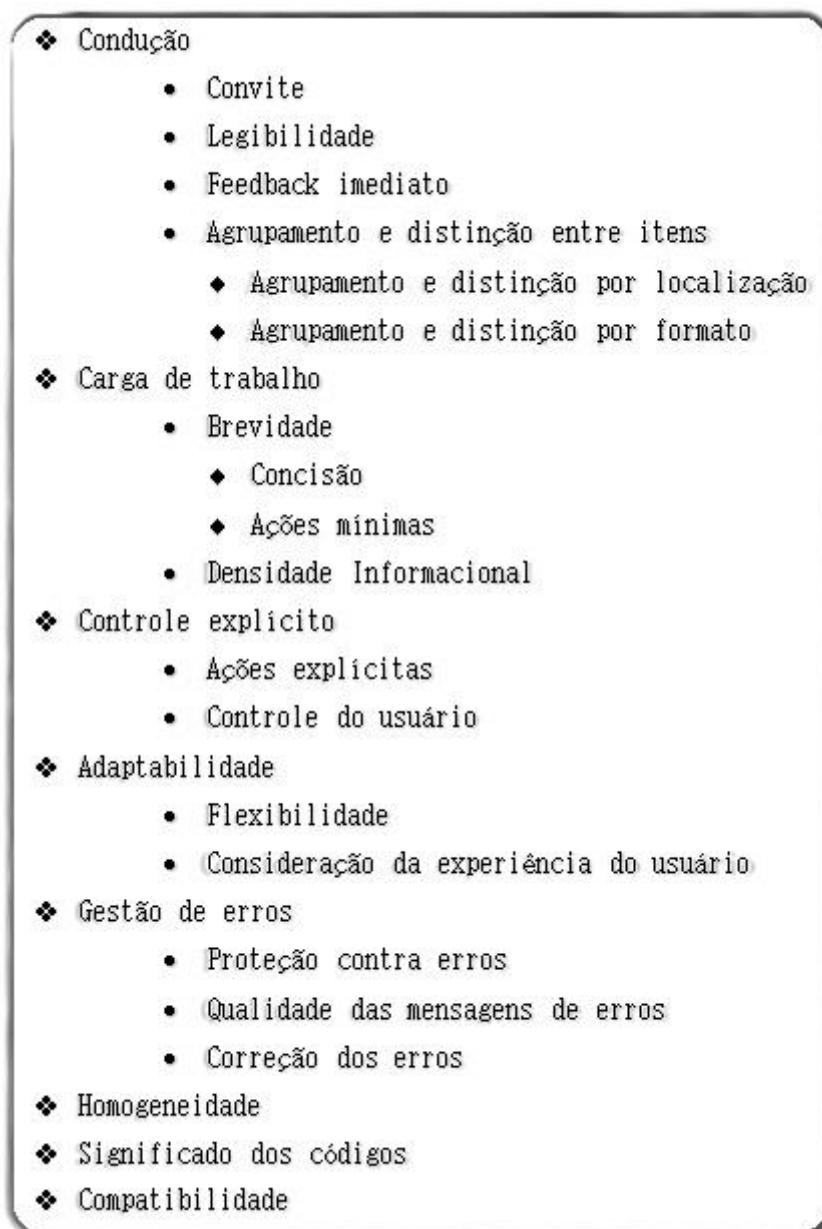 ❖ Condução
• Convite
• Legibilidade
• Feedback imediato
• Agrupamento e distinção entre itens
◆ Agrupamento e distinção por localização
◆ Agrupamento e distinção por formato
❖ Carga de trabalho
• Brevidade
◆ Concisão
◆ Ações mínimas
• Densidade Informacional
❖ Controle explícito
• Ações explícitas
• Controle do usuário
❖ Adaptabilidade
• Flexibilidade
• Consideração da experiência do usuário
❖ Gestão de erros
• Proteção contra erros
• Qualidade das mensagens de erros
• Correção dos erros
❖ Homogeneidade
❖ Significado dos códigos
❖ Compatibilidade